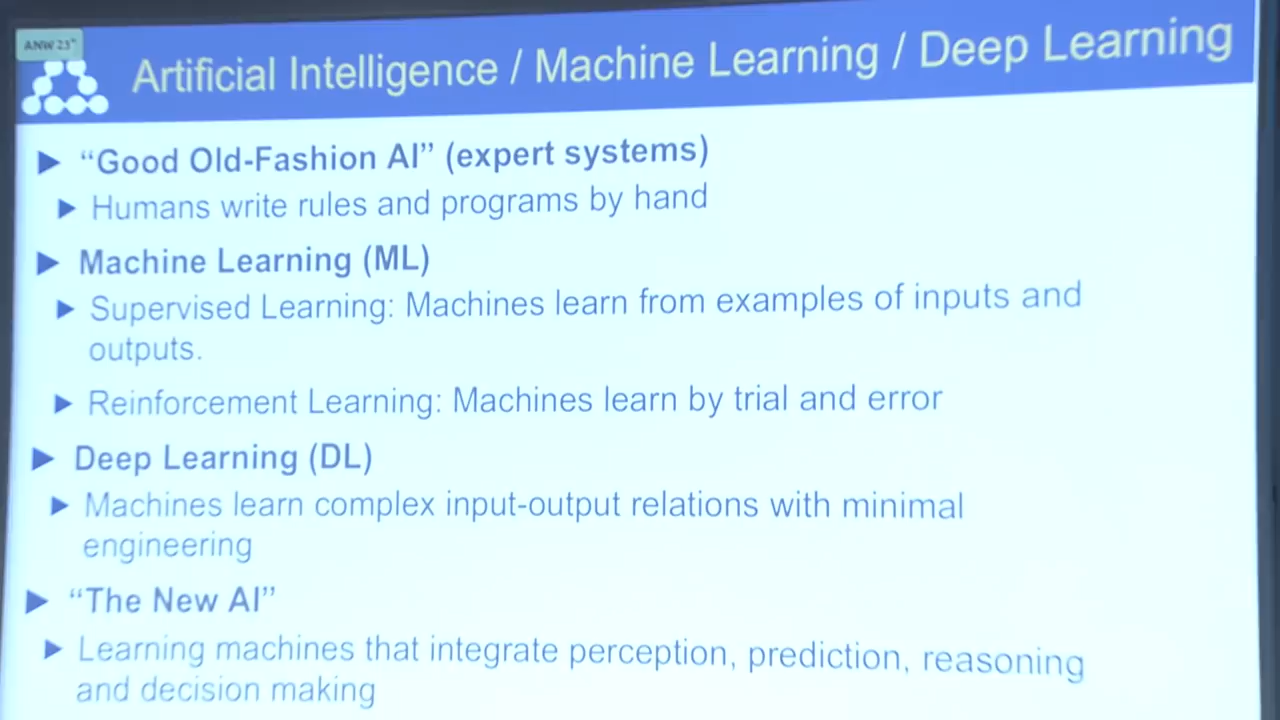 ANW 23"
Artificial Intelligence / Machine Learning / Deep Learning
► “Good Old-Fashion AI” (expert systems)
► Humans write rules and programs by hand
► Machine Learning (ML)
► Supervised Learning: Machines learn from examples of inputs and
outputs.
► Reinforcement Learning: Machines learn by trial and error
► Deep Learning (DL)
► Machines learn complex input-output relations with minimal
engineering
► “The New AI”
► Learning machines that integrate perception, prediction, reasoning
and decision making